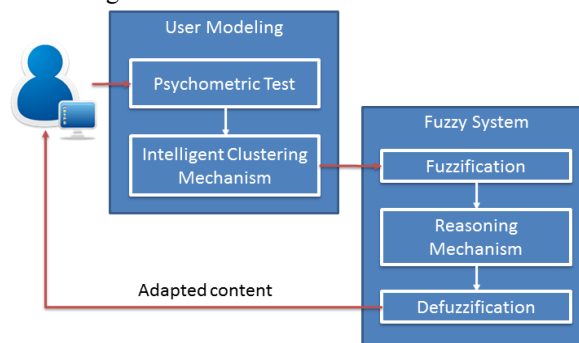 User Modeling
Psychometric Test
Intelligent Clustering
Mechanism
Fuzzy System
Fuzzification
Reasoning
Mechanism
Defuzzification
Adapted content